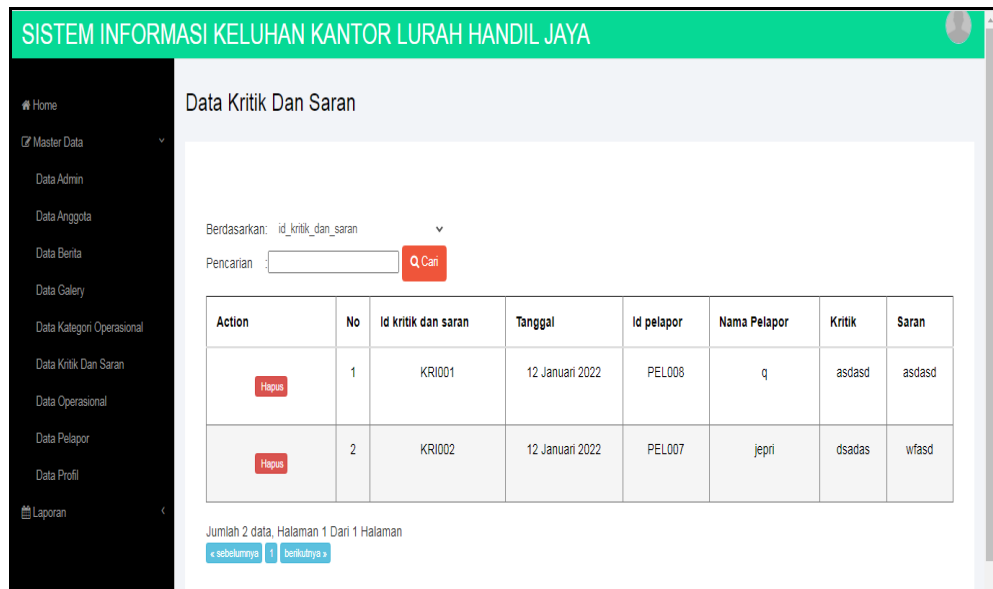 SISTEM INFORMASI KELUHAN KANTOR LURAH HANDIL JAYA
Home
Master Data
Data Admin
Data Anggota
Data Berita
Data Galery
Data Kategori Operasional
Data Kritik Dan Saran
Data Operasional
Data Pelapor
Data Profil
Laporan
Data Kritik Dan Saran
Berdasarkan: id_kritik_dan_saran
Pencarian : Cari
Action No Id kritik dan saran Tanggal Id pelapor Nama Pelapor Kritik Saran
Hapus 1 KRI001 12 Januari 2022 PEL008 q asdasd asdasd
Hapus 2 KRI002 12 Januari 2022 PEL007 jepri dsadas wfasd
Jumlah 2 data, Halaman 1 Dari 1 Halaman
« sebelumnya 1 berikutnya »